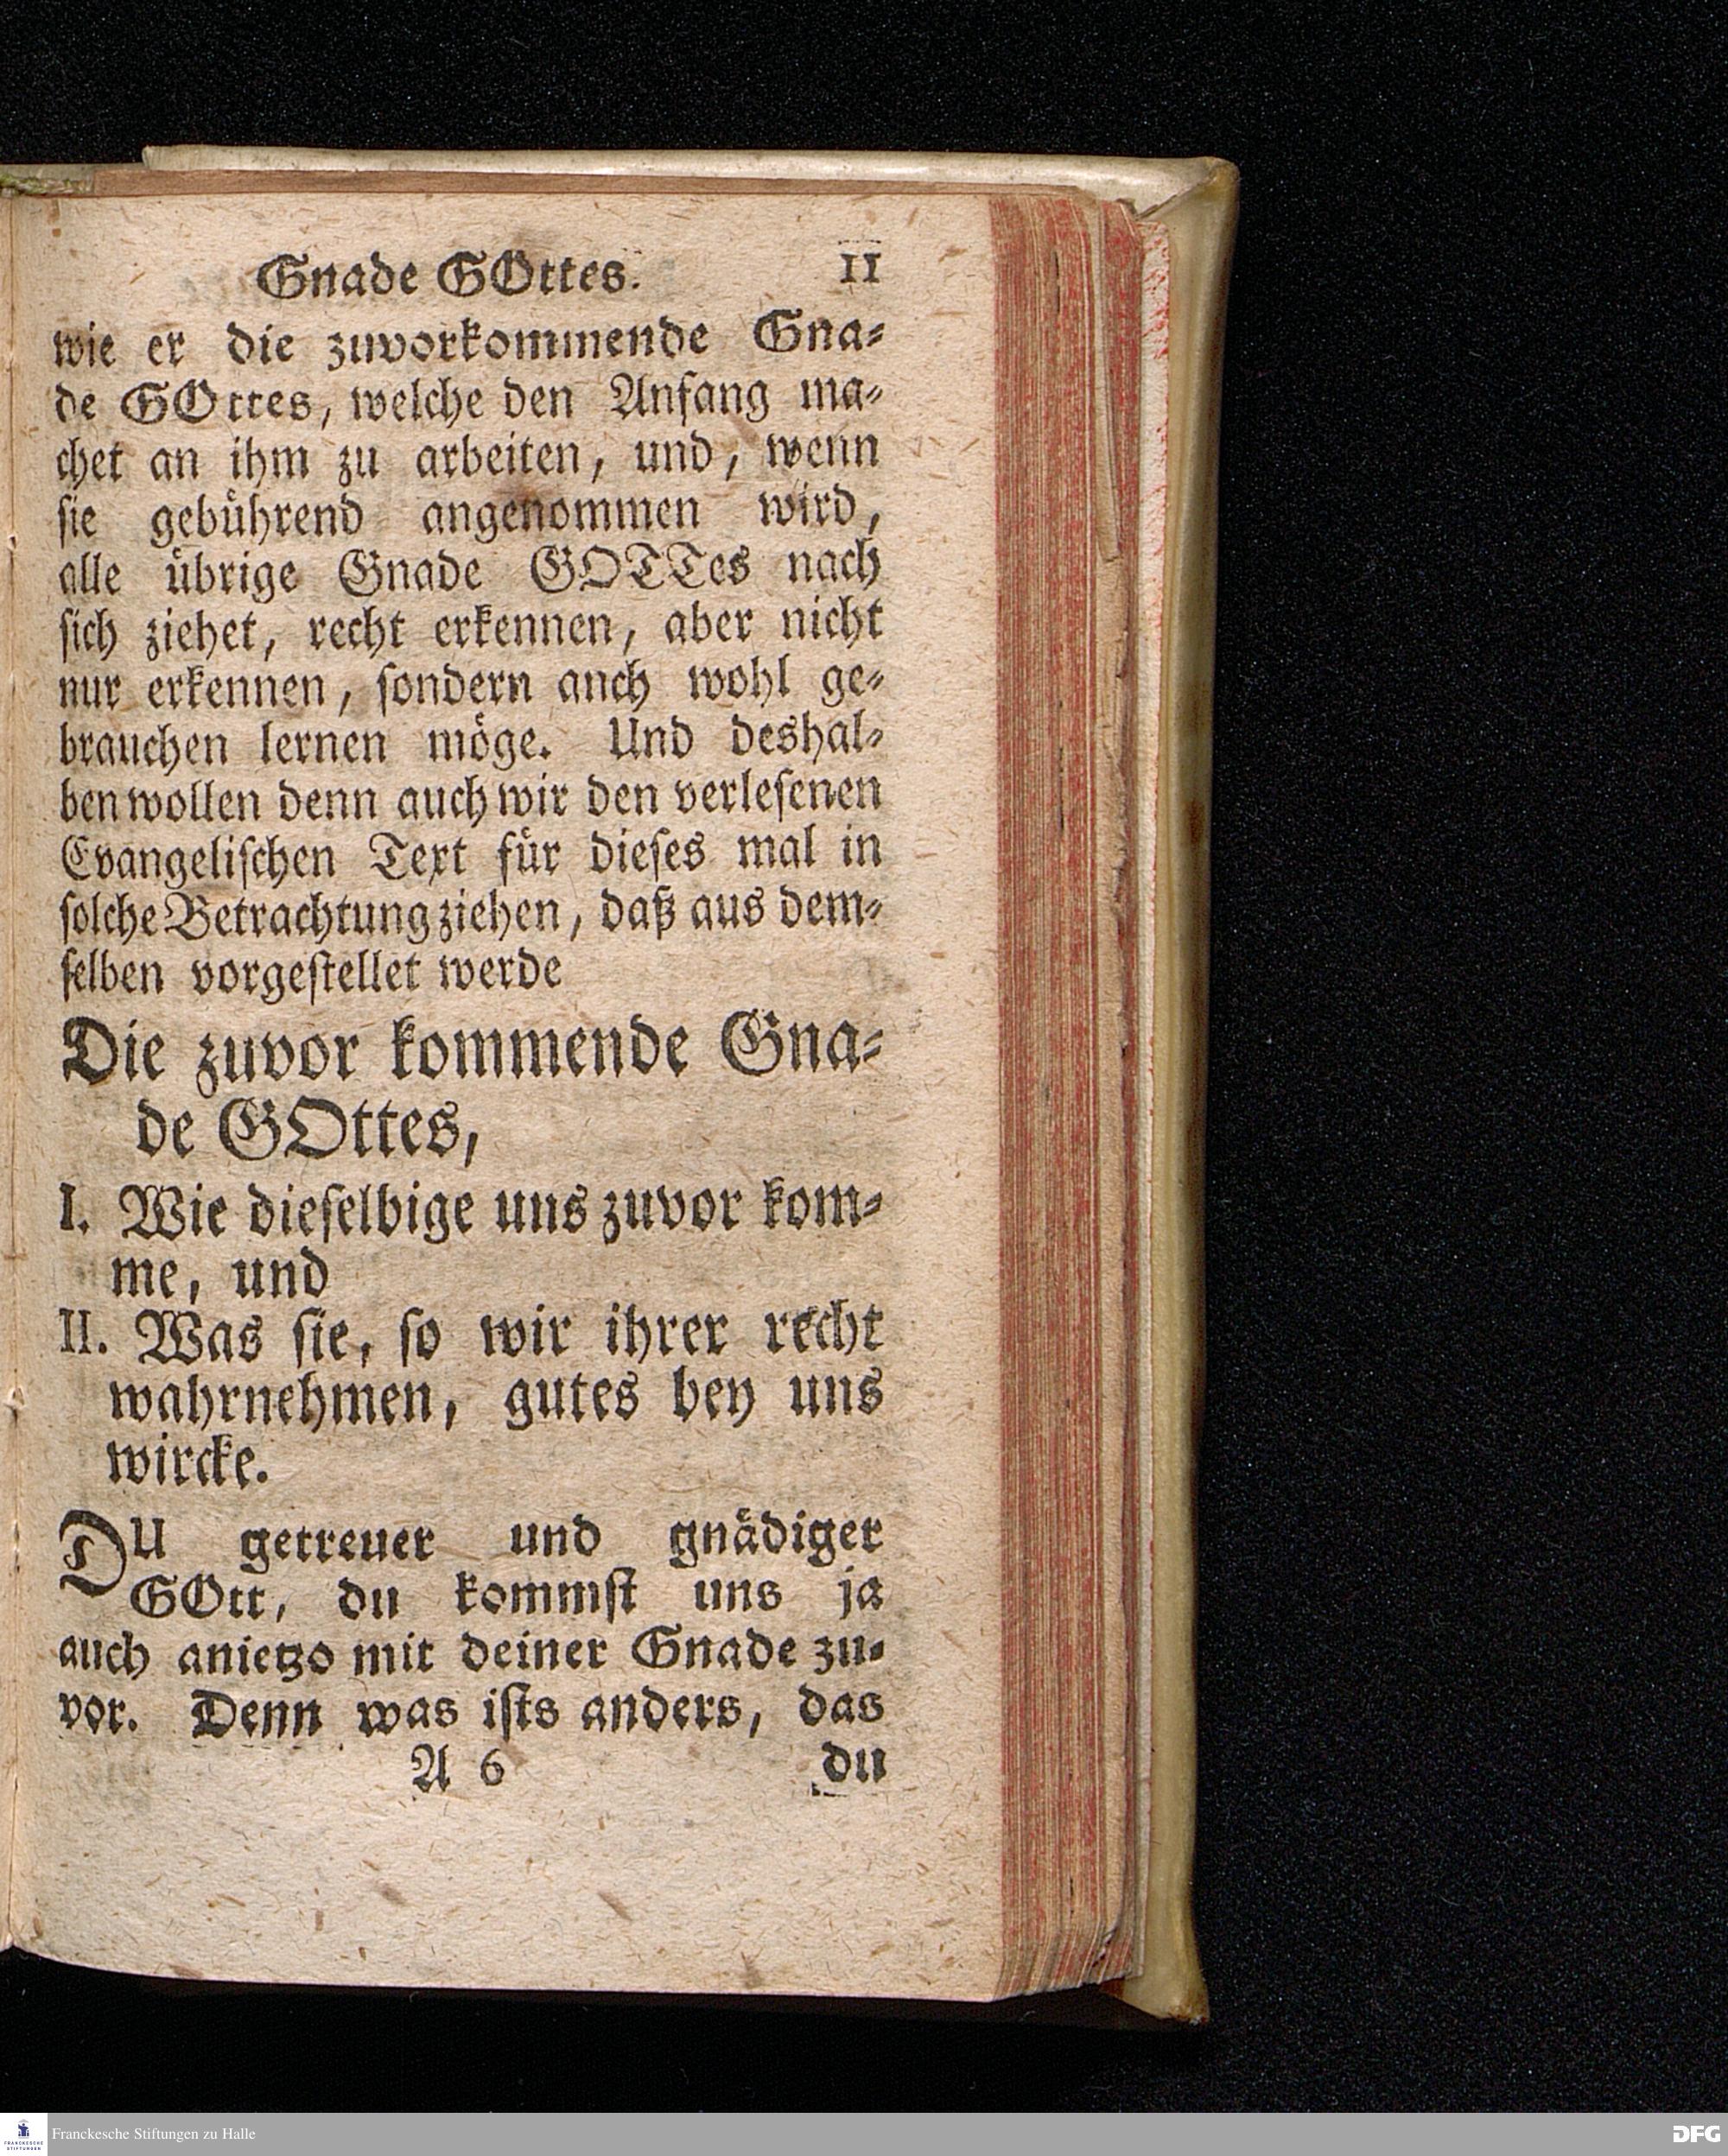 Gnade GOttes. 11
wie er die zuvorkommende Gna-
de GOttes, welche den Anfang ma-
chet an ihm zu arbeiten, und, wenn
sie gebührend angenommen wird,
alle übrige Gnade GOTTes nach
sich ziehet, recht erkennen, aber nicht
nur erkennen, sondern anch wohl ge-
brauchen lernen möge. Und deshal-
ben wollen denn auch wir den verlesenen
Evangelischen Text für dieses mal in
solche Betrachtung ziehen, daß aus dem-
selben vorgestellet werde
Die zuvor kommende Gna-
de GOttes,
I. Wie dieselbige uns zuvor kom-
me, und
II. Was sie, so wir ihrer recht
wahrnehmen, gutes bey uns
wircke.
DU getreuer und gnädiger
GOtt, du kommst uns ja
auch anietzo mit deiner Gnade zu-
vor. Denn was ists anders, das
A 6 du
Franckesche Stiftungen zu Halle
FRANCKESCHE
STIFTUNGEN
DFG